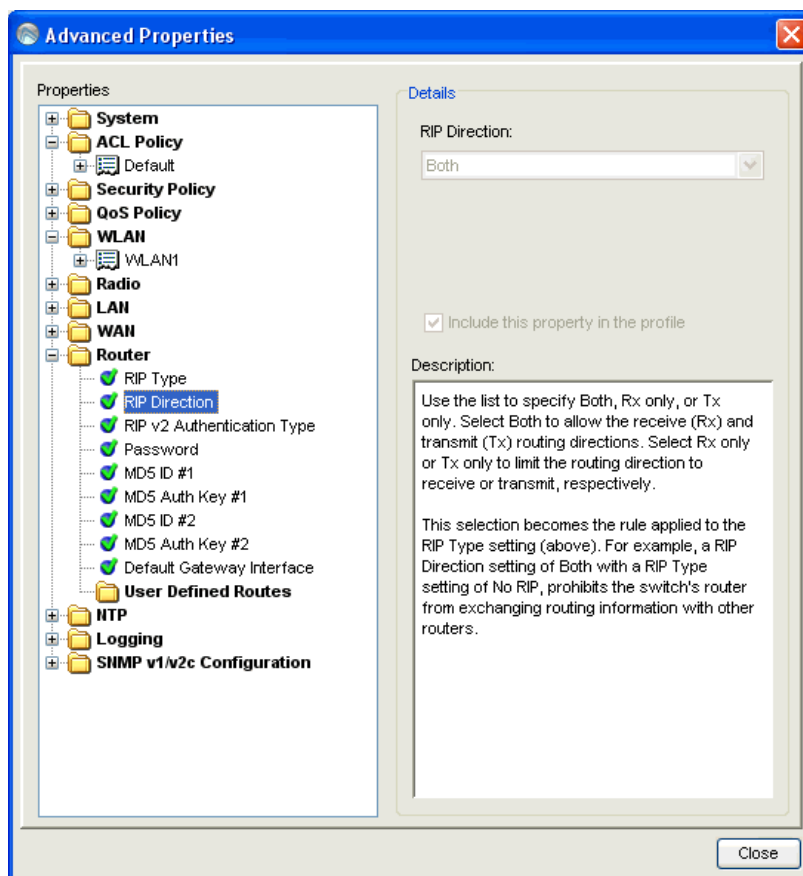 Advanced Properties
Properties
System
ACL Policy
Default
Security Policy
QoS Policy
WLAN
WLAN1
Radio
LAN
WAN
Router
RIP Type
RIP Direction
RIP v2 Authentication Type
Password
MD5 ID #1
MD5 Auth Key #1
MD5 ID #2
MD5 Auth Key #2
Default Gateway Interface
User Defined Routes
NTP
Logging
SNMP v1/v2c Configuration
Details
RIP Direction:
Both
Include this property in the profile
Description:
Use the list to specify Both, Rx only, or Tx
only. Select Both to allow the receive (Rx) and
transmit (Tx) routing directions. Select Rx only
or Tx only to limit the routing direction to
receive or transmit, respectively.
This selection becomes the rule applied to the
RIP Type setting (above). For example, a RIP
Direction setting of Both with a RIP Type
setting of No RIP, prohibits the switch's router
from exchanging routing information with other
routers.
Close